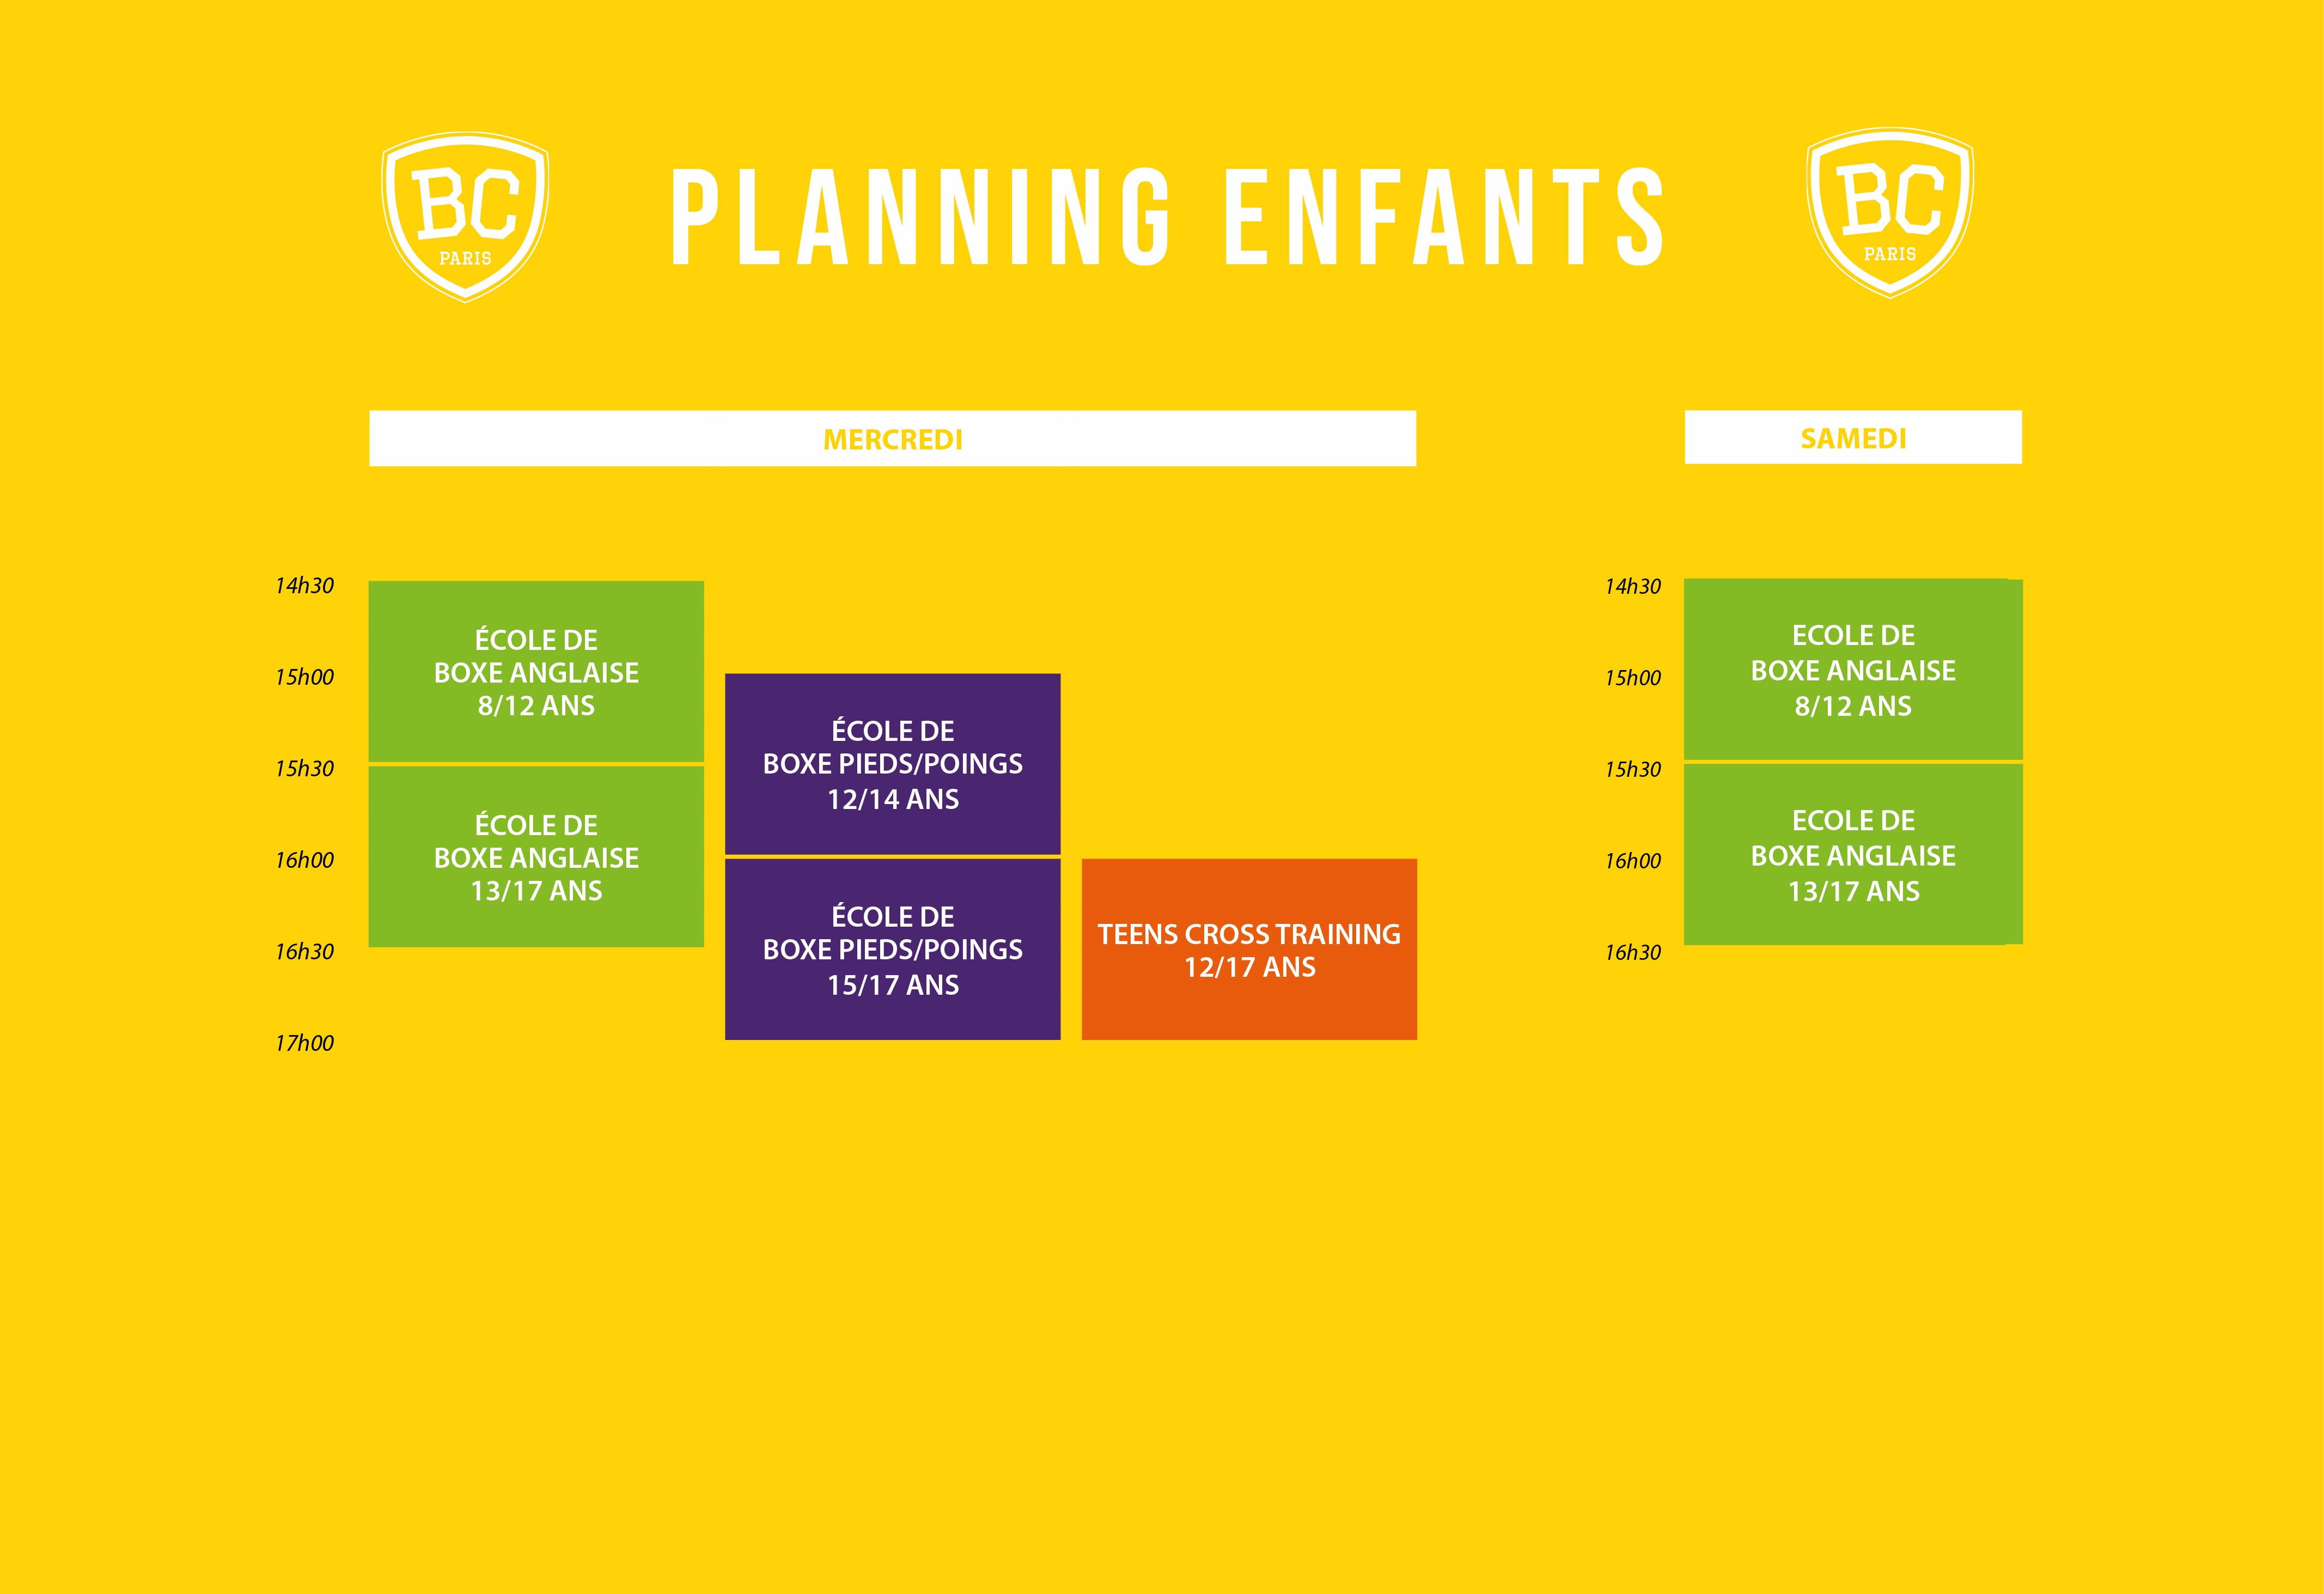 BC
PARIS
PLANNING ENFANTS
BC
PARIS
MERCREDI
SAMEDI
14h30
15h00
15h30
16h00
16h30
17h00
ÉCOLE DE
BOXE ANGLAISE
8/12 ANS
ÉCOLE DE
BOXE ANGLAISE
13/17 ANS
ÉCOLE DE
BOXE PIEDS/POINGS
12/14 ANS
ÉCOLE DE
BOXE PIEDS/POINGS
15/17 ANS
TEENS CROSS TRAINING
12/17 ANS
14h30
15h00
15h30
16h00
16h30
ECOLE DE
BOXE ANGLAISE
8/12 ANS
ECOLE DE
BOXE ANGLAISE
13/17 ANS